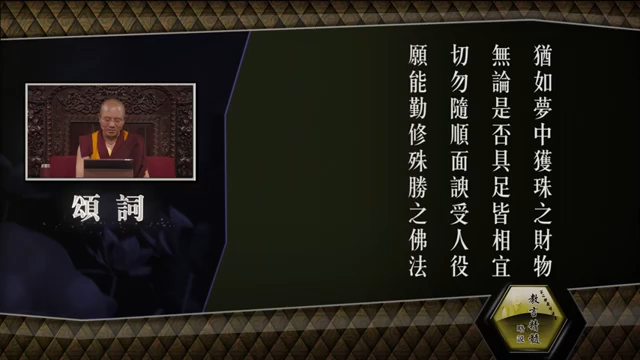 猶如夢中獲珠之財物
無論是否具足皆相宜
切勿隨順面諛受人役
願能勤修殊勝之佛法
頌詞
教言精髓